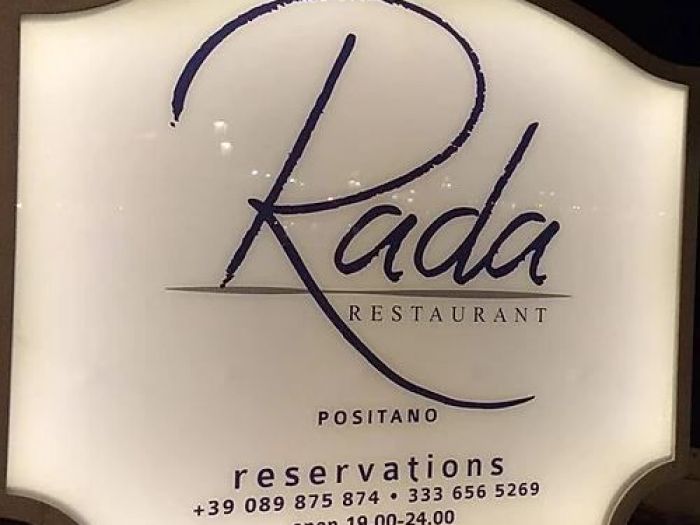 Rada
RESTAURANT
POSITANO
reservations
+39 089 875 874 • 333 656 5269
open 19.00-24.00